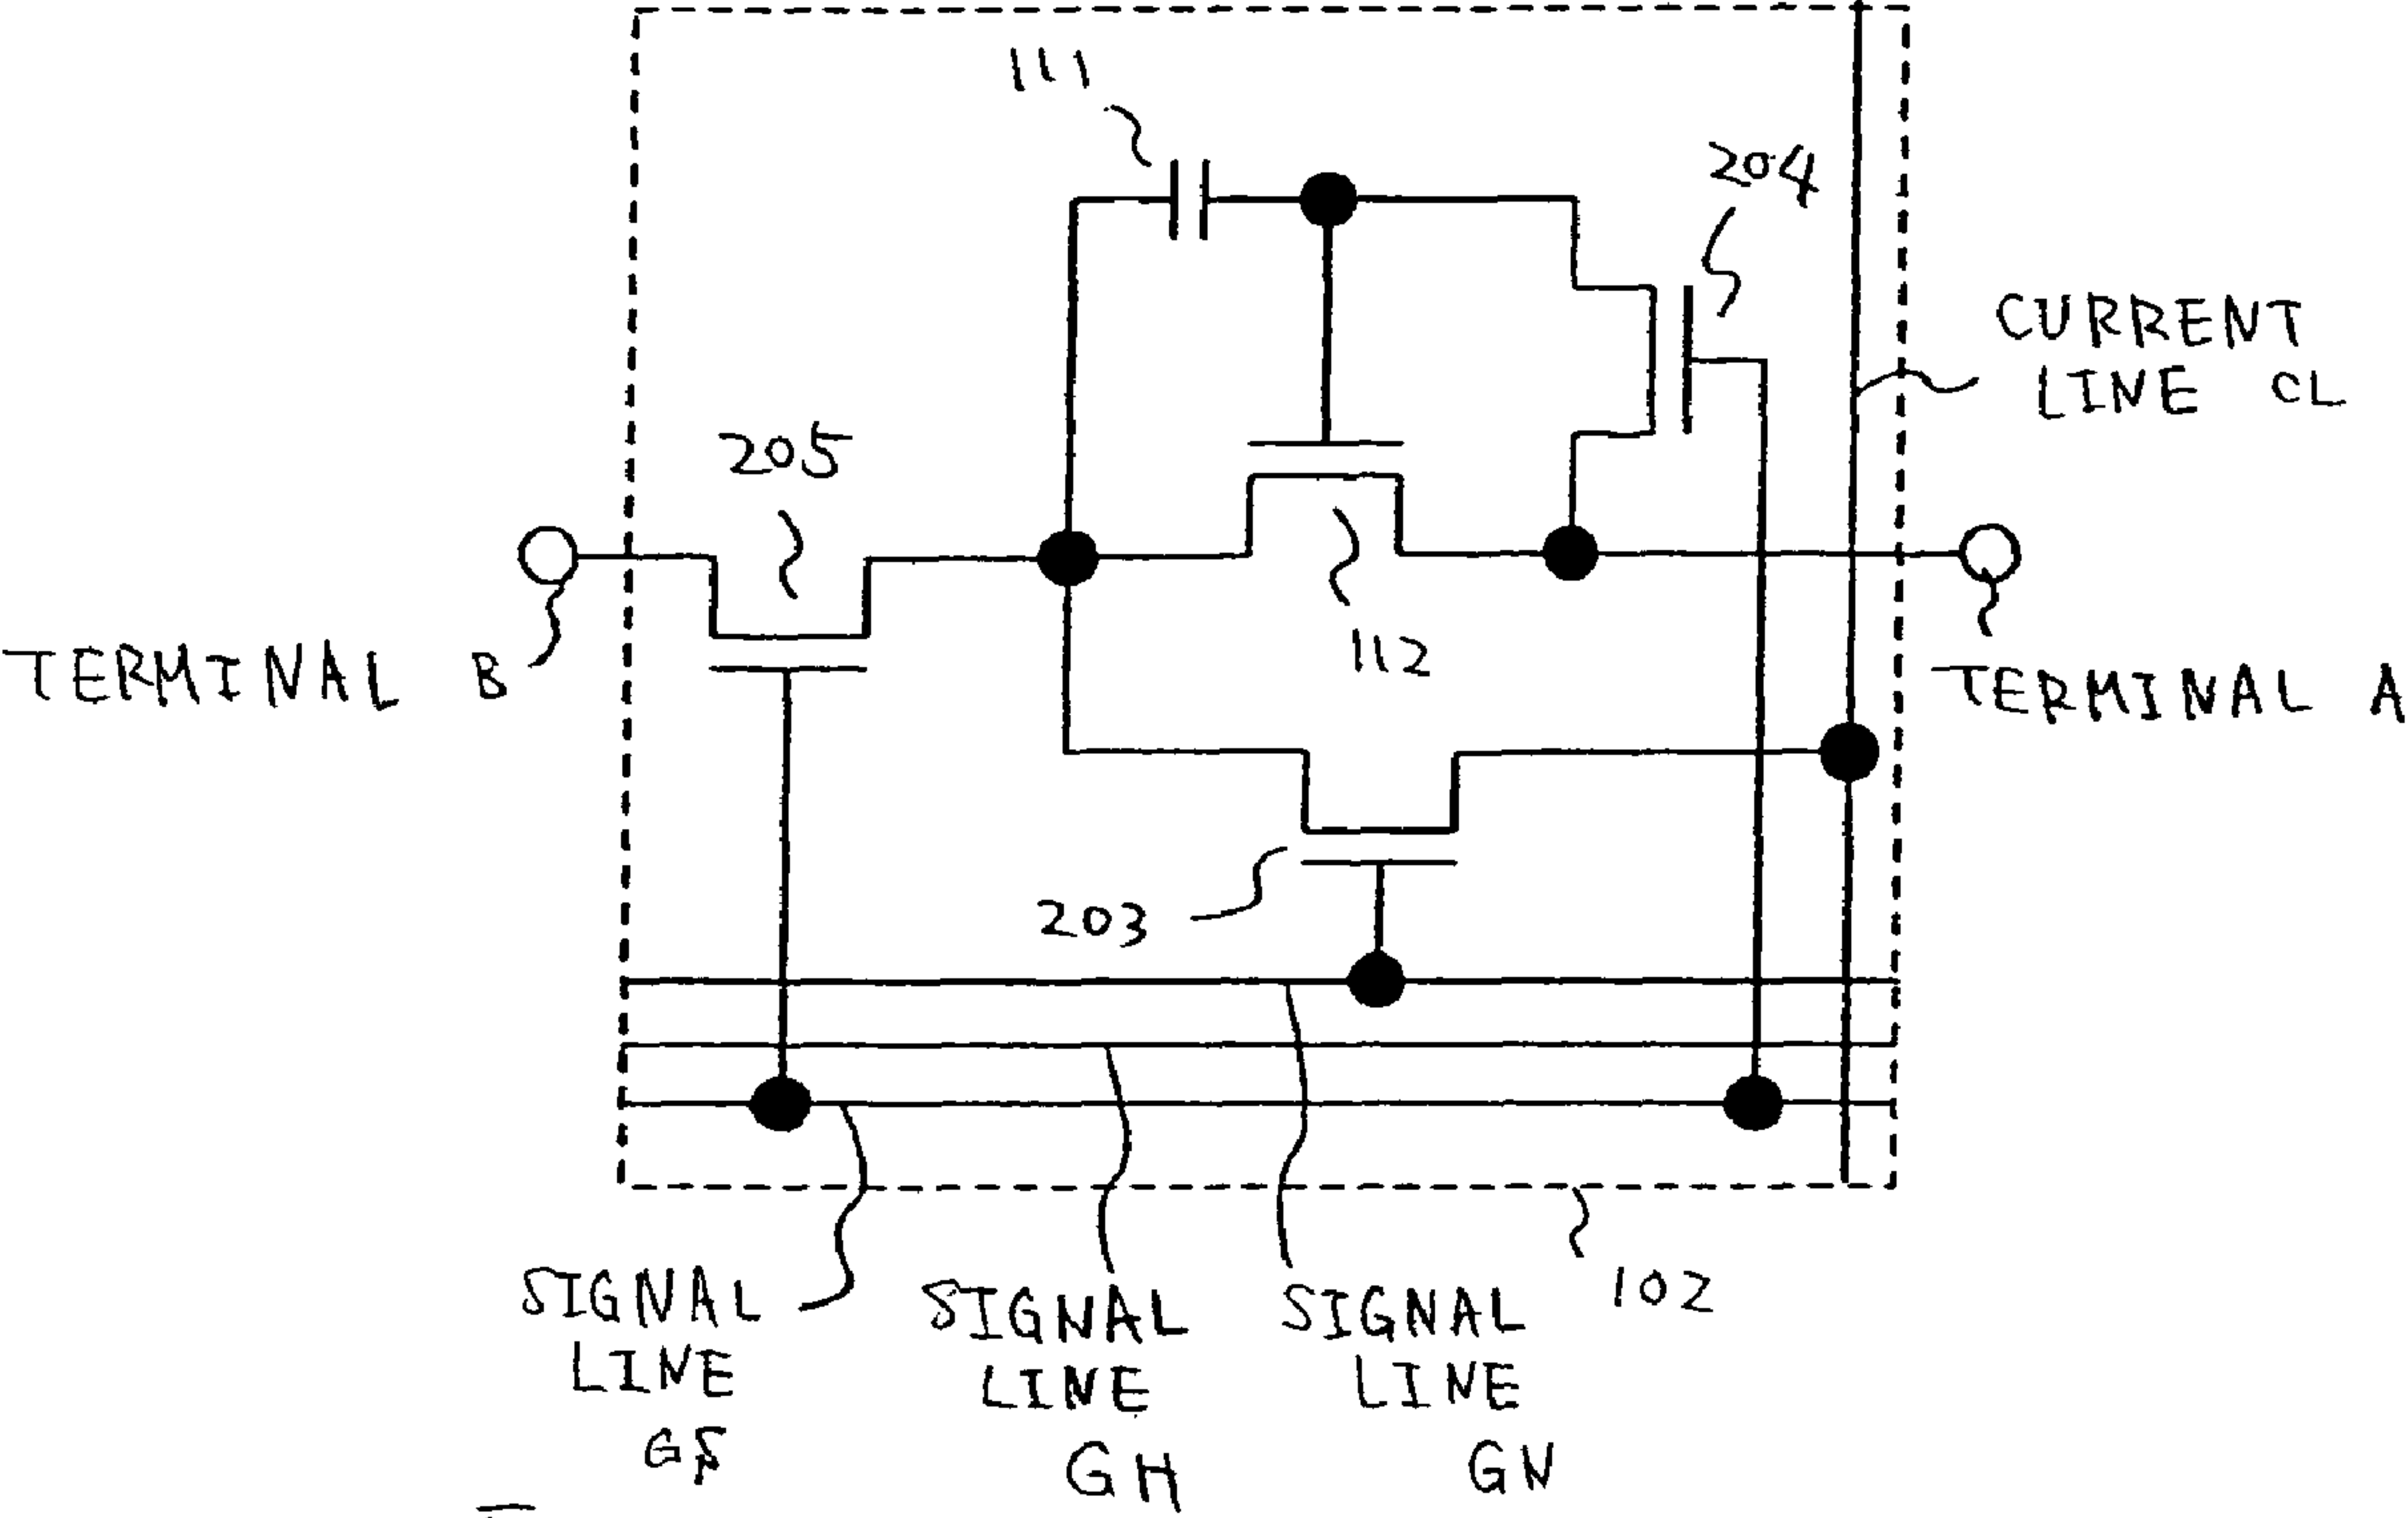 111
204
CURRENT
LINE CL
205
TERMINAL B
112
TERMINAL A
203
SIGNAL
LINE
SIGNAL
LINE
GH
SIGNAL
LINE
GN
102